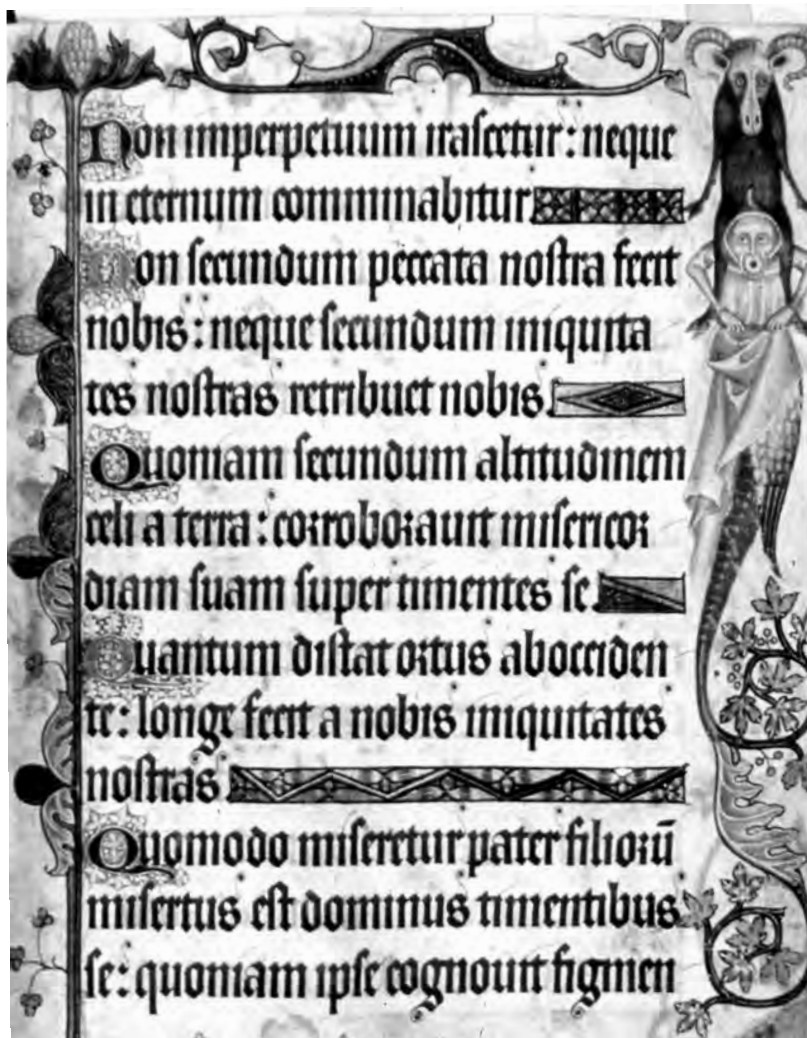 Non imperpetuum irascetur: neque
in eternum comminabitur.
Non secundum peccata nostra fecit
nobis: neque secundum iniquita
tes nostras retribuet nobis.
Quoniam secundum altitudinem
celi a terra: corroborauit misericor
diam suam super timentes se.
Quantum distat ortus abocciden
te: longe fecit a nobis iniquitates
nostras.
Quomodo miseretur pater filiorū
misertus est dominus timentibus
se: quoniam ipse cognouit figmen